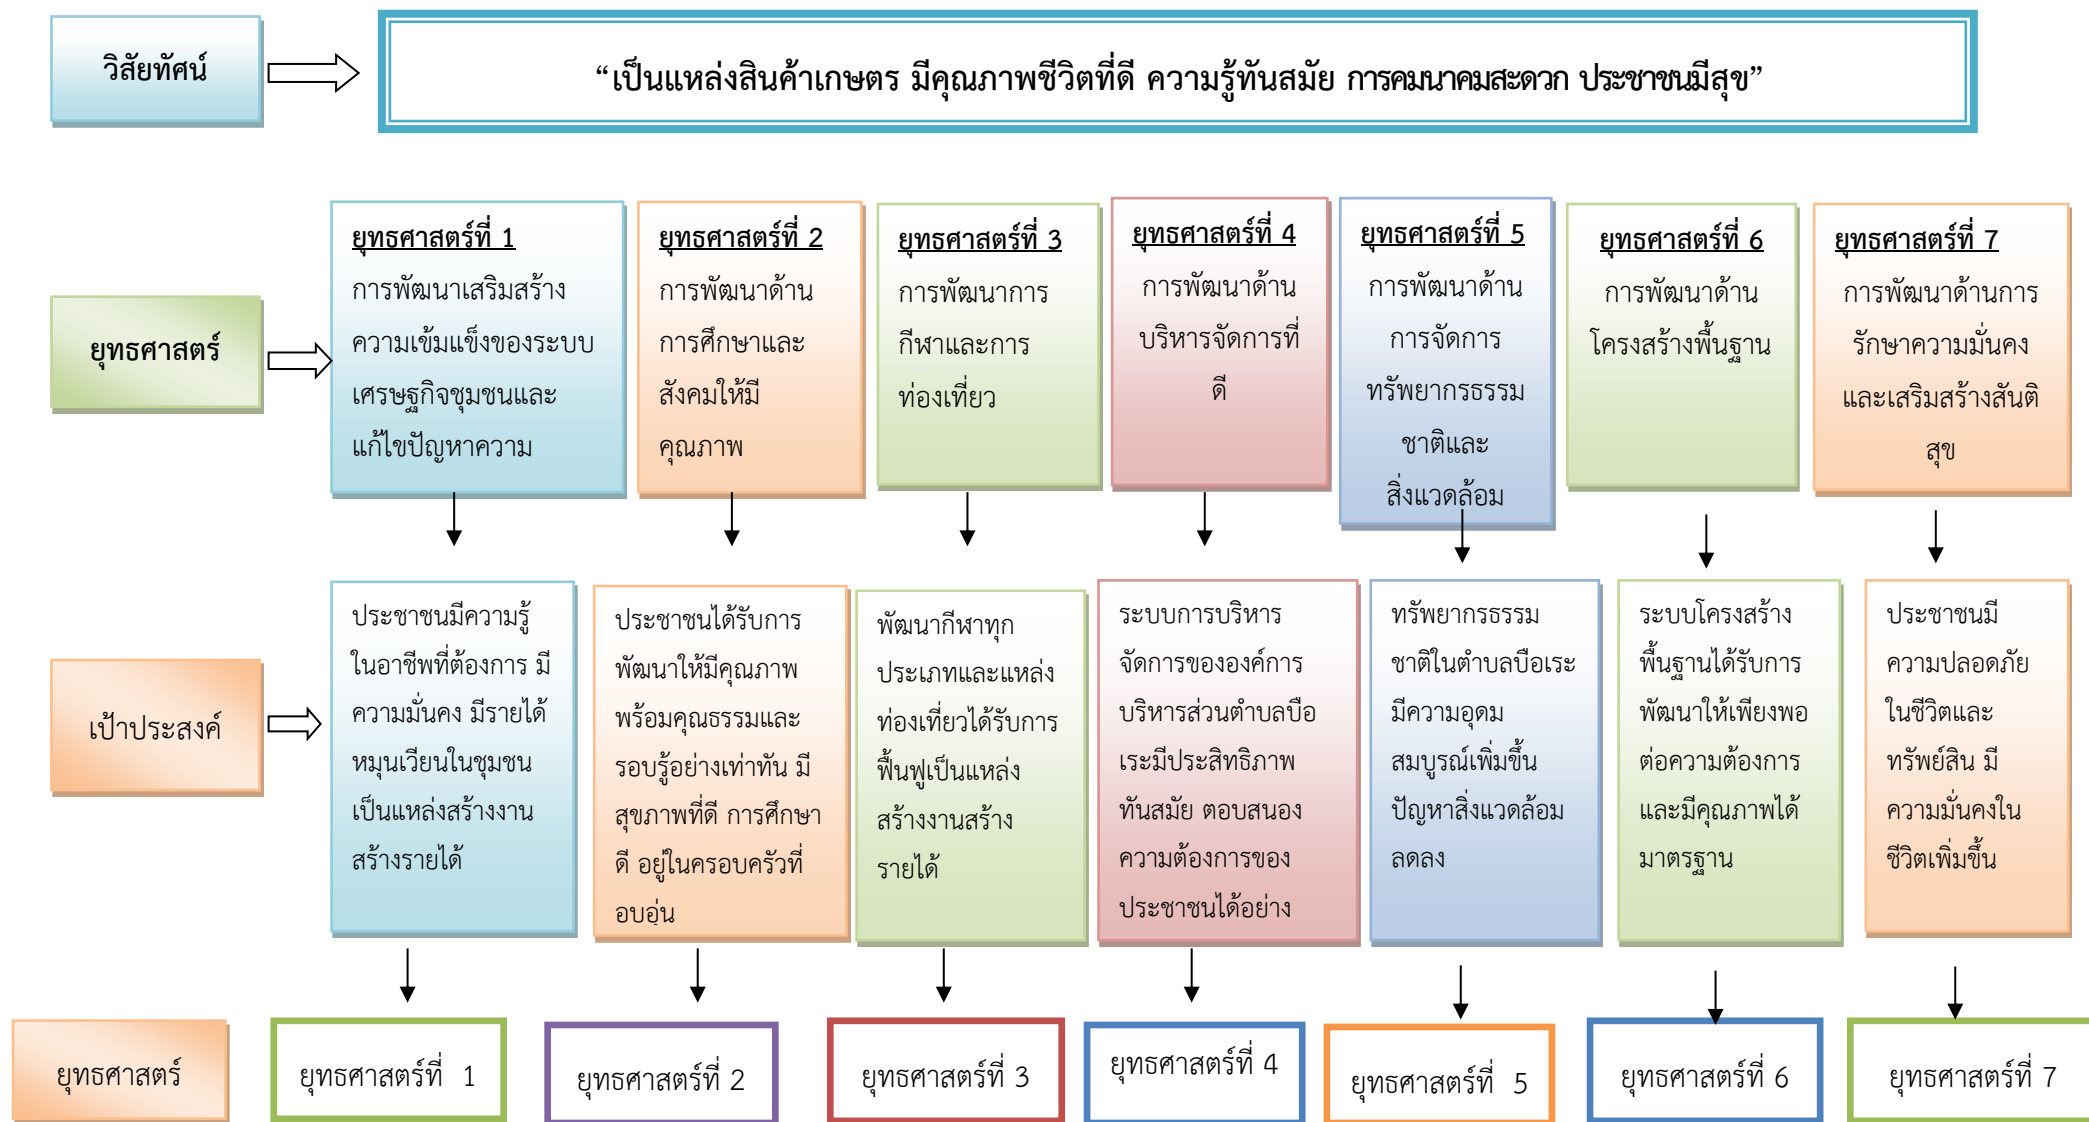 วิสัยทัศน์
“เป็นแหล่งสินค้าเกษตร มีคุณภาพชีวิตที่ดี ความรู้ทันสมัย การคมนาคมสะดวก ประชาชนมีสุข”
ยุทธศาสตร์
ยุทธศาสตร์ที่ 1
การพัฒนาเสริมสร้าง
ความเข้มแข็งของระบบ
เศรษฐกิจชุมชนและ
แก้ไขปัญหาความ
ยุทธศาสตร์ที่ 2
การพัฒนาด้าน
การศึกษาและ
สังคมให้มี
คุณภาพ
ยุทธศาสตร์ที่ 3
การพัฒนาการ
กีฬาและการ
ท่องเที่ยว
ยุทธศาสตร์ที่ 4
การพัฒนาด้าน
บริหารจัดการที่
ดี
ยุทธศาสตร์ที่ 5
การพัฒนาด้าน
การจัดการ
ทรัพยากรธรรม
ชาติและ
สิ่งแวดล้อม
ยุทธศาสตร์ที่ 6
การพัฒนาด้าน
โครงสร้างพื้นฐาน
ยุทธศาสตร์ที่ 7
การพัฒนาด้านการ
รักษาความมั่นคง
และเสริมสร้างสันติ
สุข
เป้าประสงค์
ประชาชนมีความรู้
ในอาชีพที่ต้องการ มี
ความมั่นคง มีรายได้
หมุนเวียนในชุมชน
เป็นแหล่งสร้างงาน
สร้างรายได้
ประชาชนได้รับการ
พัฒนาให้มีคุณภาพ
พร้อมคุณธรรมและ
รอบรู้อย่างเท่าทัน มี
สุขภาพที่ดี การศึกษา
ดี อยู่ในครอบครัวที่
อบอุ่น
พัฒนากีฬาทุก
ประเภทและแหล่ง
ท่องเที่ยวได้รับการ
ฟื้นฟูเป็นแหล่ง
สร้างงานสร้าง
รายได้
ระบบการบริหาร
จัดการขององค์การ
บริหารส่วนตำบลบือ
เระมีประสิทธิภาพ
ทันสมัย ตอบสนอง
ความต้องการของ
ประชาชนได้อย่าง
ทรัพยากรธรรม
ชาติในตำบลบือเระ
มีความอุดม
สมบูรณ์เพิ่มขึ้น
ปัญหาสิ่งแวดล้อม
ลดลง
ระบบโครงสร้าง
พื้นฐานได้รับการ
พัฒนาให้เพียงพอ
ต่อความต้องการ
และมีคุณภาพได้
มาตรฐาน
ประชาชนมี
ความปลอดภัย
ในชีวิตและ
ทรัพย์สิน มี
ความมั่นคงใน
ชีวิตเพิ่มขึ้น
ยุทธศาสตร์
ยุทธศาสตร์ที่ 1
ยุทธศาสตร์ที่ 2
ยุทธศาสตร์ที่ 3
ยุทธศาสตร์ที่ 4
ยุทธศาสตร์ที่ 5
ยุทธศาสตร์ที่ 6
ยุทธศาสตร์ที่ 7